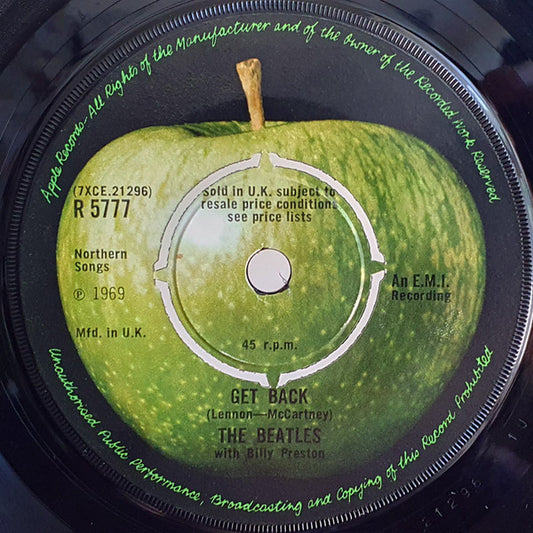 Apple Records-All Rights of the Manufacturer and of the Owner of the Recorded Work Reserved
(7XCE.21296)
R 5777
Sold in U.K. subject to
resale price conditions
see price lists
Northern
Songs
℗ 1969
An E.M.I.
Recording
Mfd. in U.K.
45 r.p.m.
GET BACK
(Lennon—McCartney)
THE BEATLES
with Billy Preston
Unauthorised Public Performance, Broadcasting and Copying of this Record Prohibited